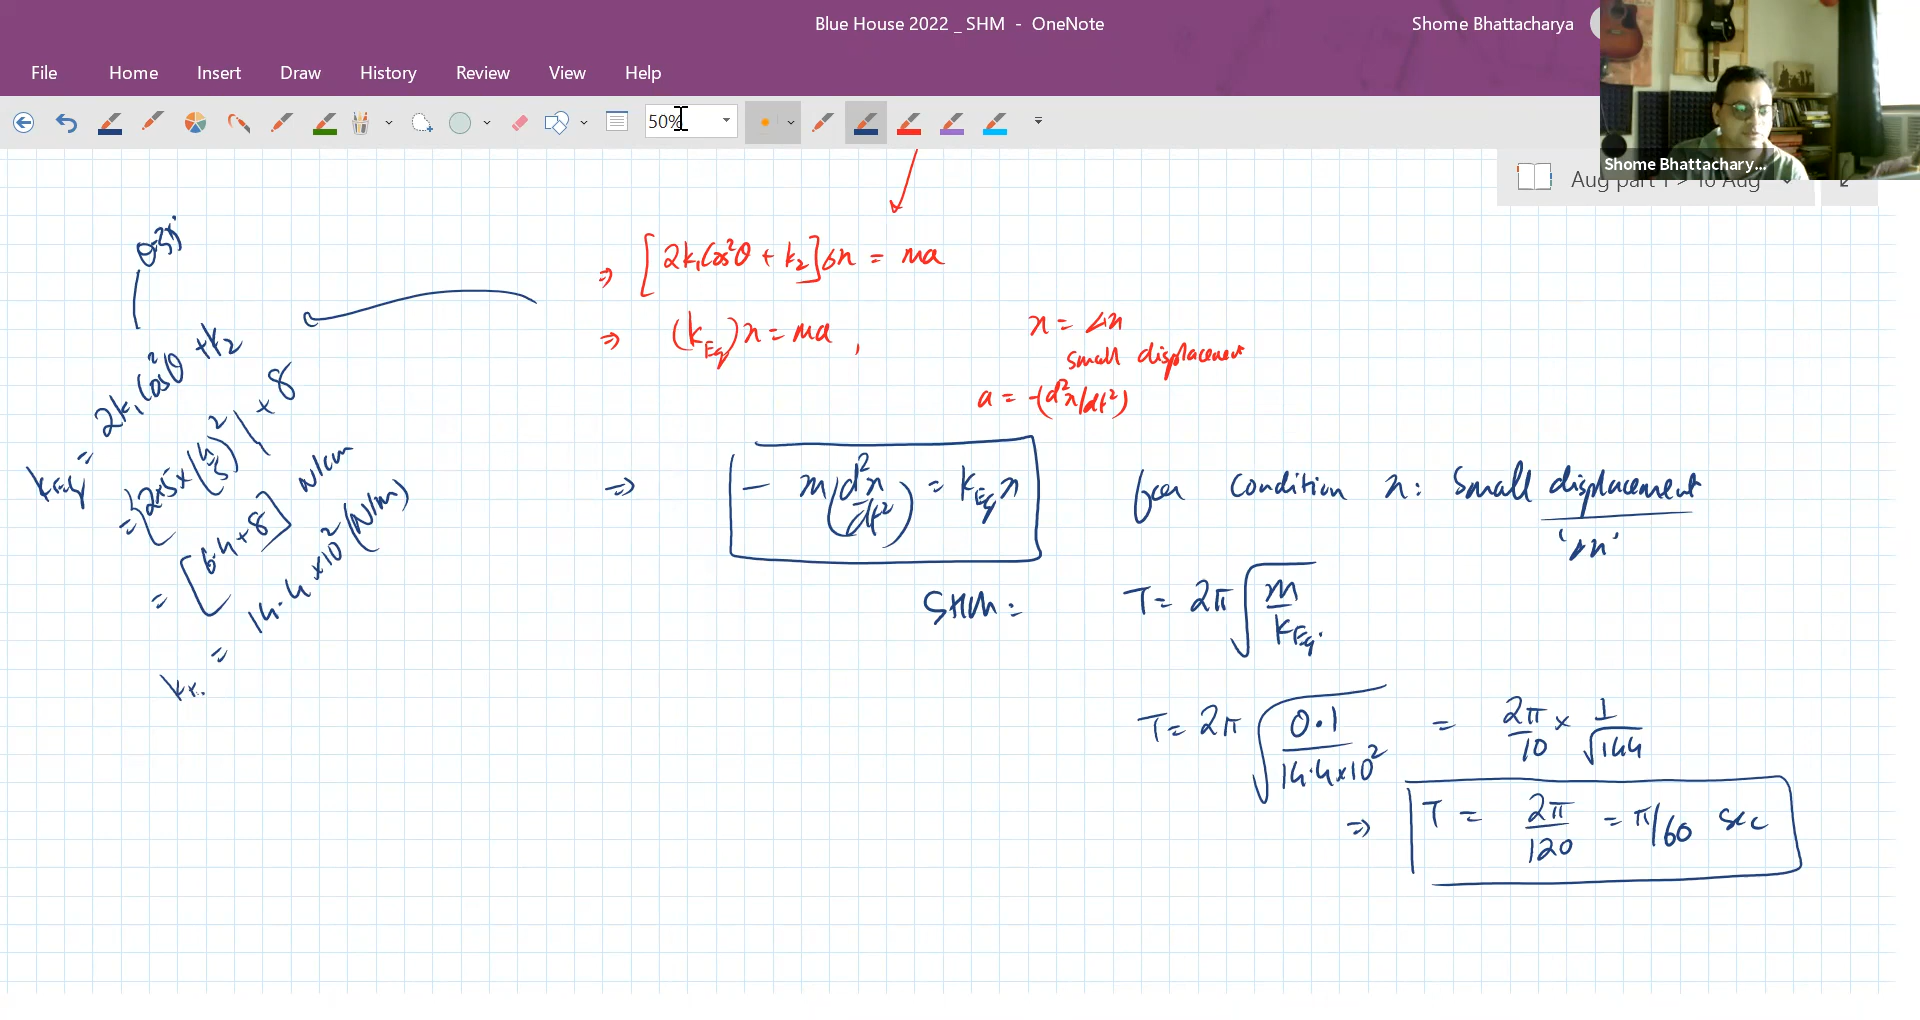 Blue House 2022 _ SHM - OneNote
Shome Bhattacharya
File Home Insert Draw History Review View Help
50%
Shome Bhattachary...
Aug part 1 > 16 Aug
⇒ [2k₁Cos²θ + k₂]Δx = ma
⇒ (k_Eq)x = ma ,
x = Δx
small displacement
a = -(d²x/dt²)
k_Eq = 2k₁Cos²θ + k₂
= [2×5×(4/5)²] + 8
= [6.4+8] N/cm
= 14.4×10² (N/m)
⇒ - m(d²x/dt²) = k_Eq x
for Condition x: Small displacement
'Δx'
SHM:
T = 2π√(m/k_Eq.)
T = 2π√(0.1/14.4×10²) = 2π/10 × 1/√144
⇒ T = 2π/120 = π/60 sec